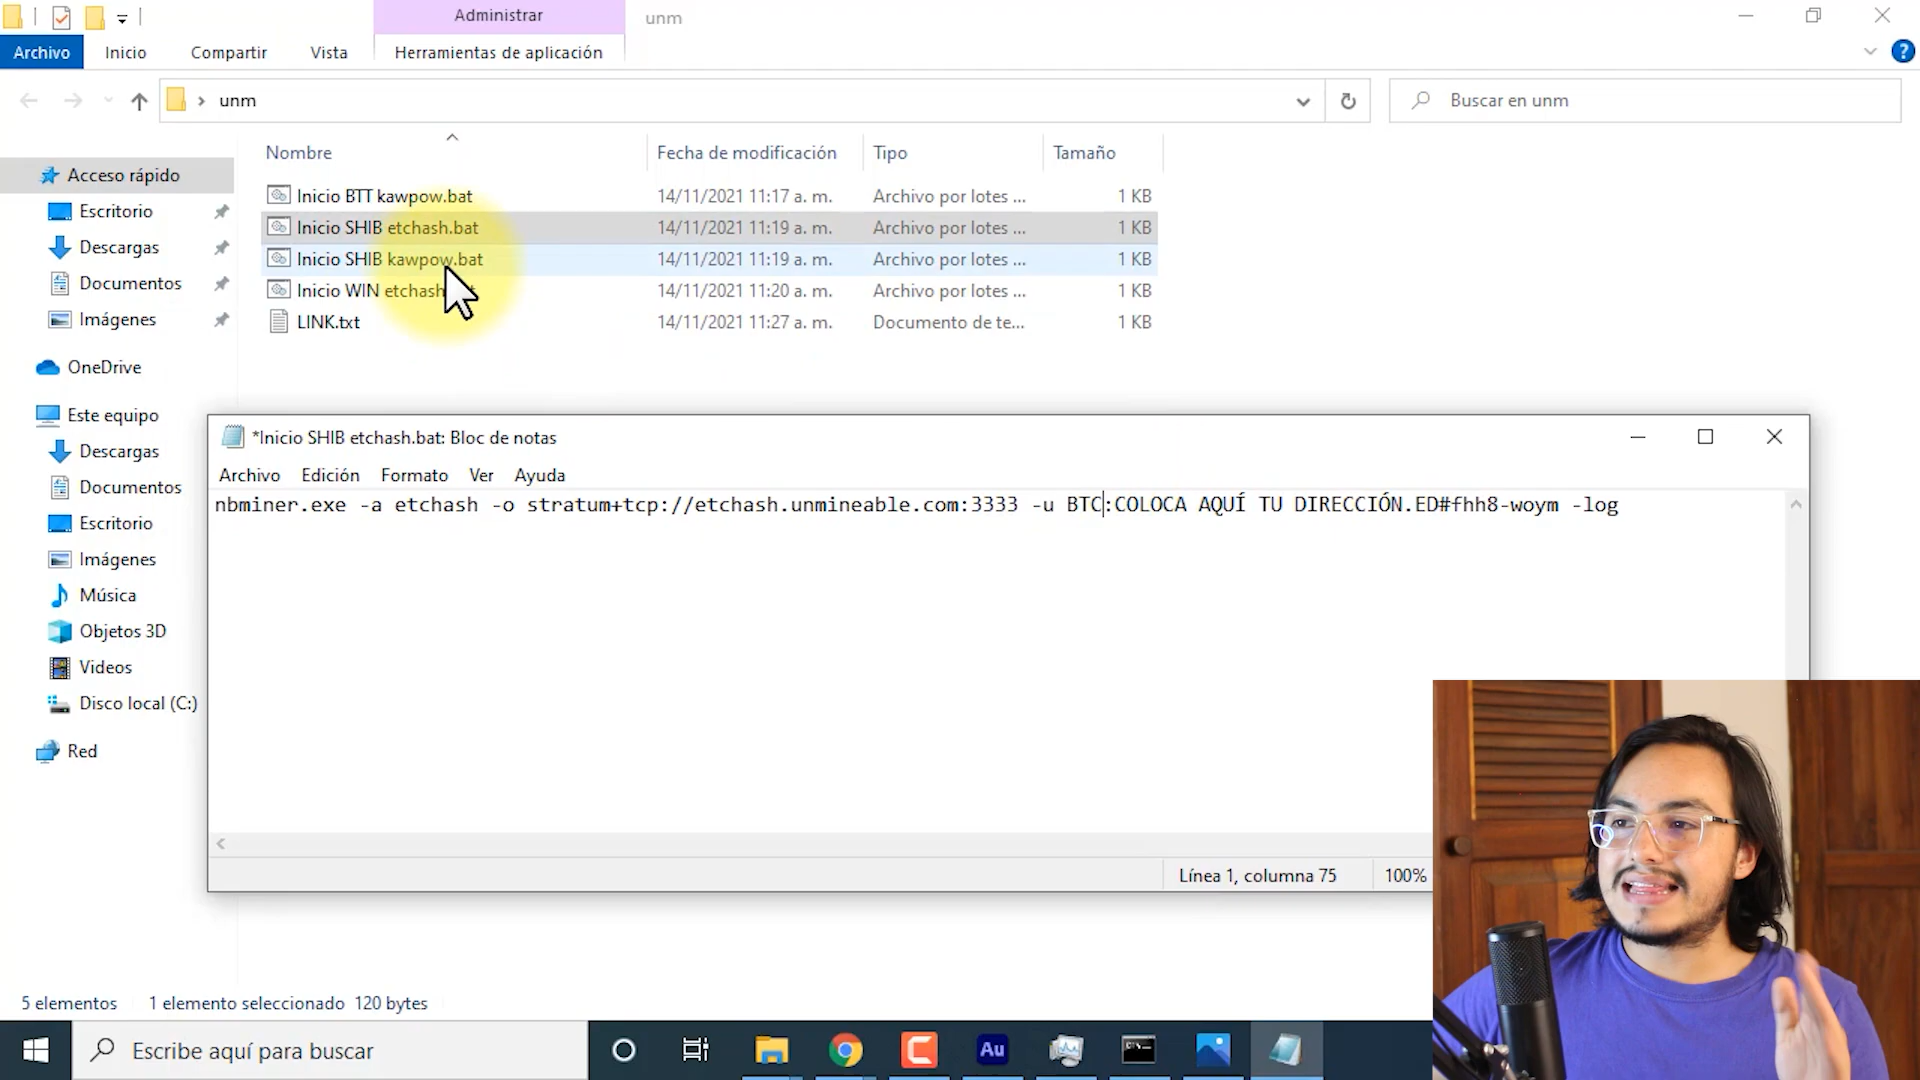 Administrar
unm
Archivo
Inicio
Compartir
Vista
Herramientas de aplicación
unm
Buscar en unm
Nombre
Fecha de modificación
Tipo
Tamaño
Inicio BTT kawpow.bat 14/11/2021 11:17 a. m. Archivo por lotes ... 1 KB
Inicio SHIB etchash.bat 14/11/2021 11:19 a. m. Archivo por lotes ... 1 KB
Inicio SHIB kawpow.bat 14/11/2021 11:19 a. m. Archivo por lotes ... 1 KB
Inicio WIN etchash 14/11/2021 11:20 a. m. Archivo por lotes ... 1 KB
LINK.txt 14/11/2021 11:27 a. m. Documento de te... 1 KB
Acceso rápido
Escritorio
Descargas
Documentos
Imágenes
OneDrive
Este equipo
Descargas
Documentos
Escritorio
Imágenes
Música
Objetos 3D
Videos
Disco local (C:)
Red
*Inicio SHIB etchash.bat: Bloc de notas
Archivo Edición Formato Ver Ayuda
nbminer.exe -a etchash -o stratum+tcp://etchash.unmineable.com:3333 -u BTC:COLOCA AQUÍ TU DIRECCIÓN.ED#fhh8-woym -log
Línea 1, columna 75
100%
5 elementos 1 elemento seleccionado 120 bytes
Escribe aquí para buscar
Au